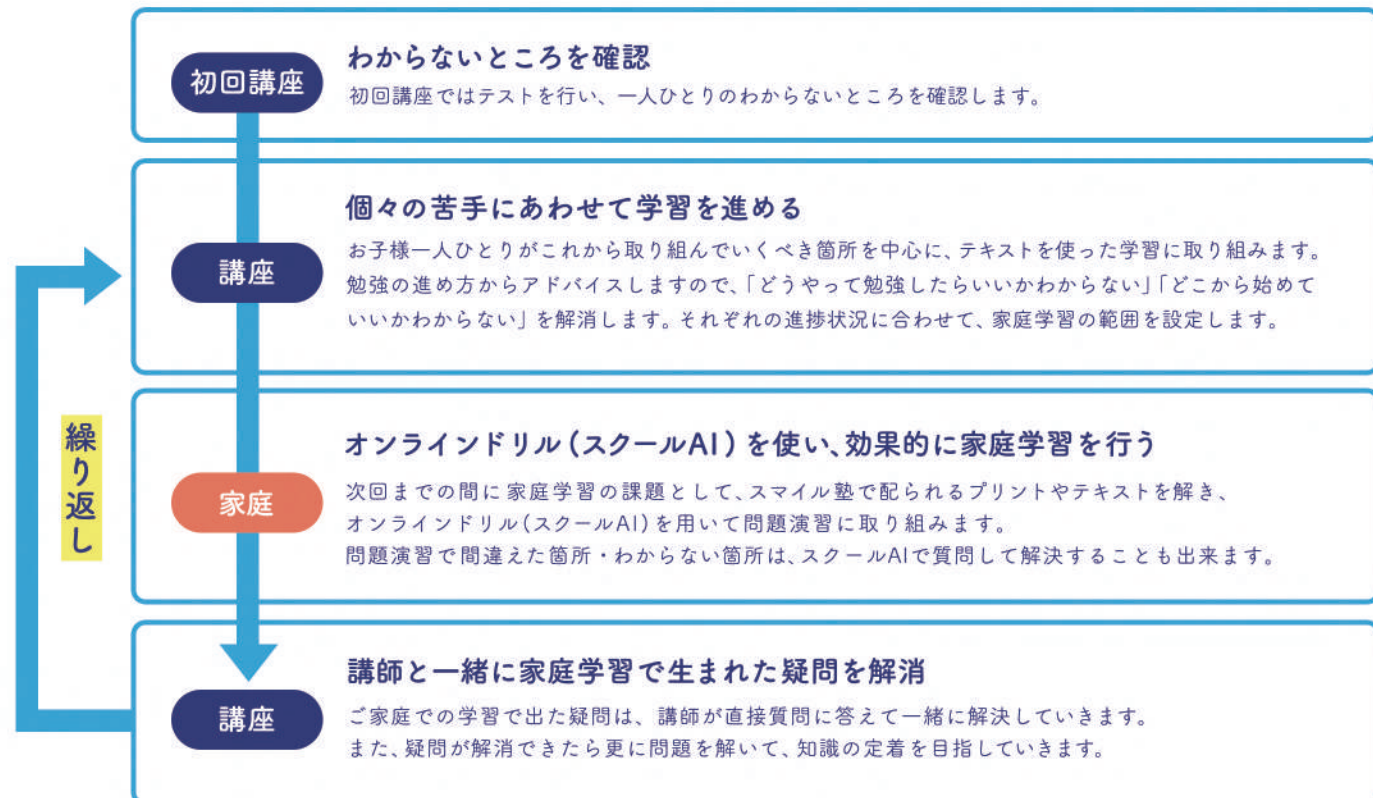 初回講座
わからないところを確認
初回講座ではテストを行い、一人ひとりのわからないところを確認します。
講座
個々の苦手にあわせて学習を進める
お子様一人ひとりがこれから取り組んでいくべき箇所を中心に、テキストを使った学習に取り組みます。
勉強の進め方からアドバイスしますので、「どうやって勉強したらいいかわからない」「どこから始めて
いいかわからない」を解消します。それぞれの進捗状況に合わせて、家庭学習の範囲を設定します。
繰り返し
家庭
オンラインドリル(スクールAI)を使い、効果的に家庭学習を行う
次回までの間に家庭学習の課題として、スマイル塾で配られるプリントやテキストを解き、
オンラインドリル(スクールAI)を用いて問題演習に取り組みます。
問題演習で間違えた箇所・わからない箇所は、スクールAIで質問して解決することも出来ます。
講座
講師と一緒に家庭学習で生まれた疑問を解消
ご家庭での学習で出た疑問は、講師が直接質問に答えて一緒に解決していきます。
また、疑問が解消できたら更に問題を解いて、知識の定着を目指していきます。